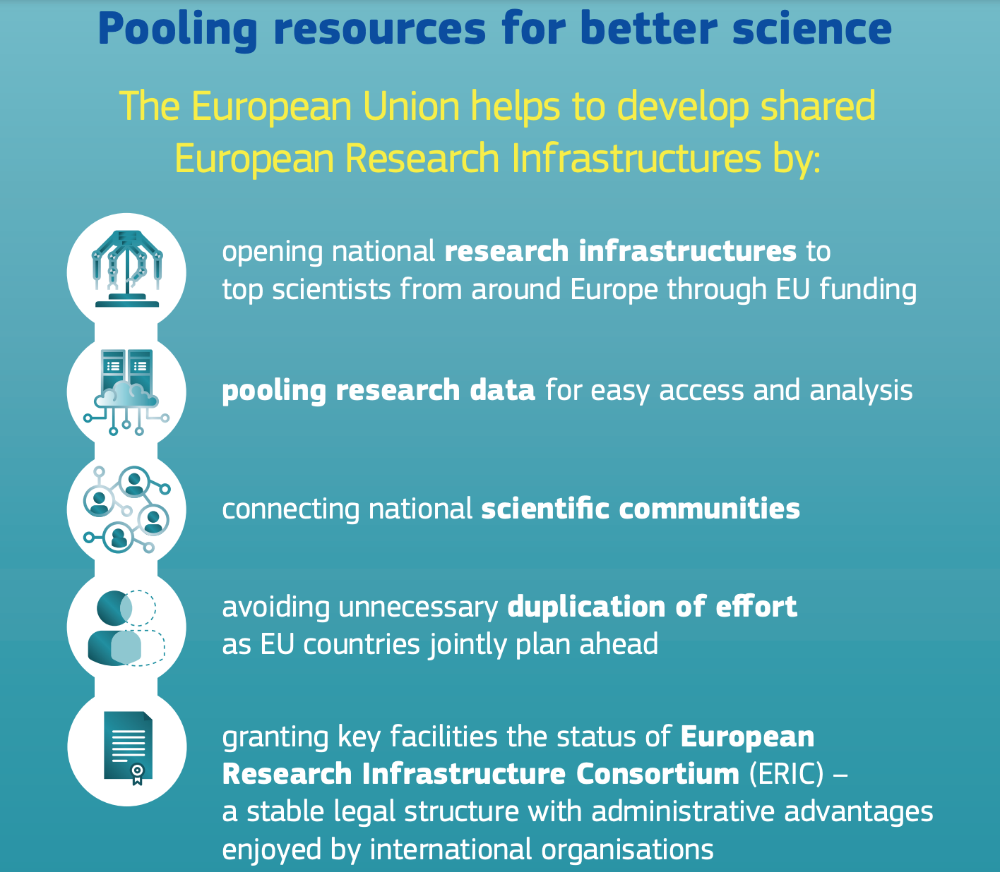 Pooling resources for better science
The European Union helps to develop shared
European Research Infrastructures by:
opening national research infrastructures to
top scientists from around Europe through EU funding
pooling research data for easy access and analysis
connecting national scientific communities
avoiding unnecessary duplication of effort
as EU countries jointly plan ahead
granting key facilities the status of European
Research Infrastructure Consortium (ERIC) –
a stable legal structure with administrative advantages
enjoyed by international organisations